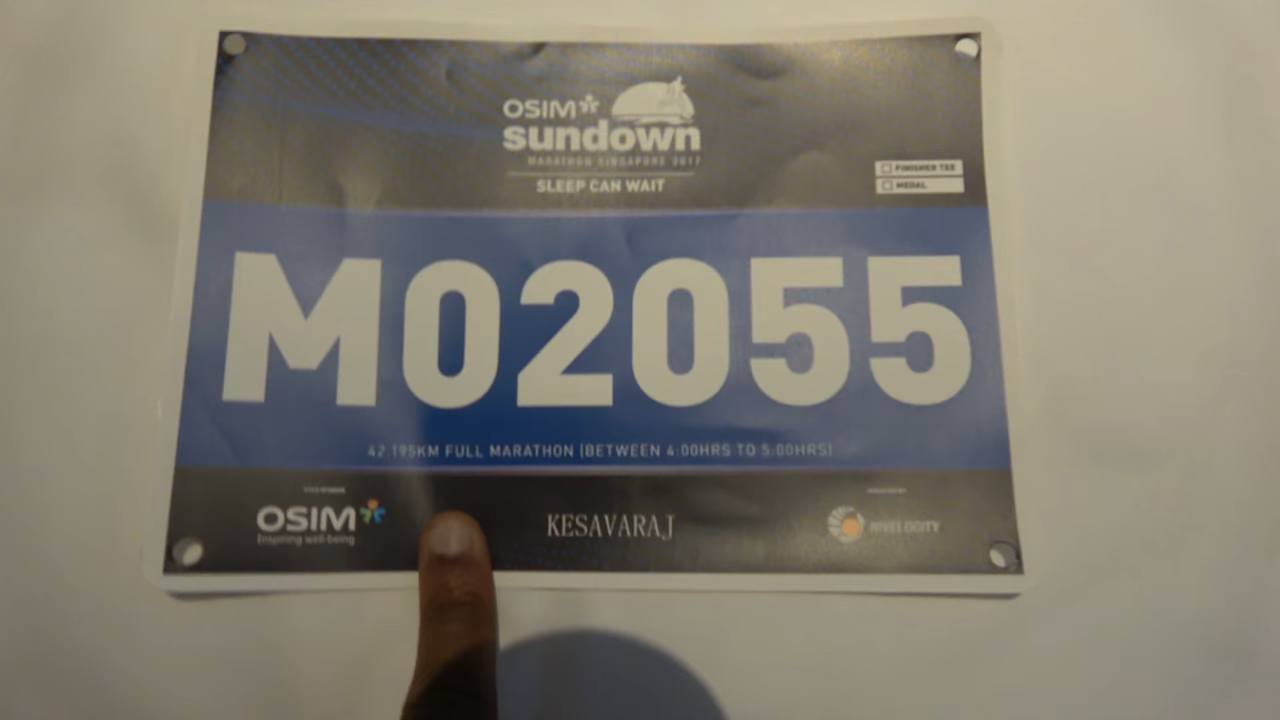 OSIM
sundown
MARATHON SINGAPORE 2017
SLEEP CAN WAIT
FINISHER TEE
MEDAL
M02055
42.195KM FULL MARATHON (BETWEEN 4:00HRS TO 5:00HRS)
OSIM
Inspiring well-being
KESAVARAJ
HIVELOCITY